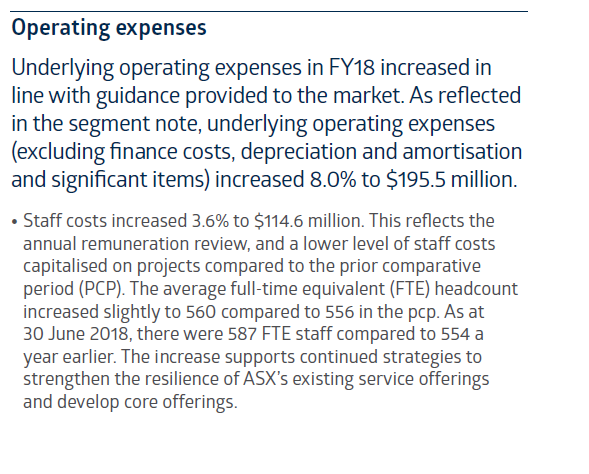 Operating expenses
Underlying operating expenses in FY18 increased in
line with guidance provided to the market. As reflected
in the segment note, underlying operating expenses
(excluding finance costs, depreciation and amortisation
and significant items) increased 8.0% to $195.5 million.
• Staff costs increased 3.6% to $114.6 million. This reflects the
annual remuneration review, and a lower level of staff costs
capitalised on projects compared to the prior comparative
period (PCP). The average full-time equivalent (FTE) headcount
increased slightly to 560 compared to 556 in the pcp. As at
30 June 2018, there were 587 FTE staff compared to 554 a
year earlier. The increase supports continued strategies to
strengthen the resilience of ASX's existing service offerings
and develop core offerings.